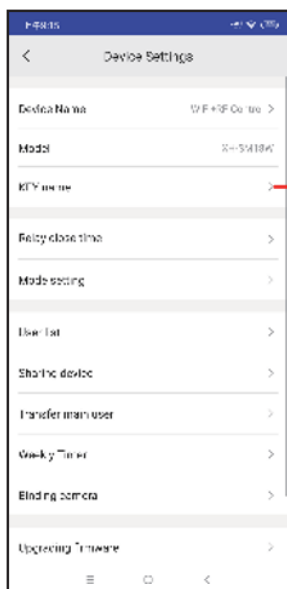 Device Settings
Device Name
Model
KEY name
Relay close time
Mode setting
User list
Sharing device
Transfer main user
Weekly Timer
Binding camera
Upgrading firmware